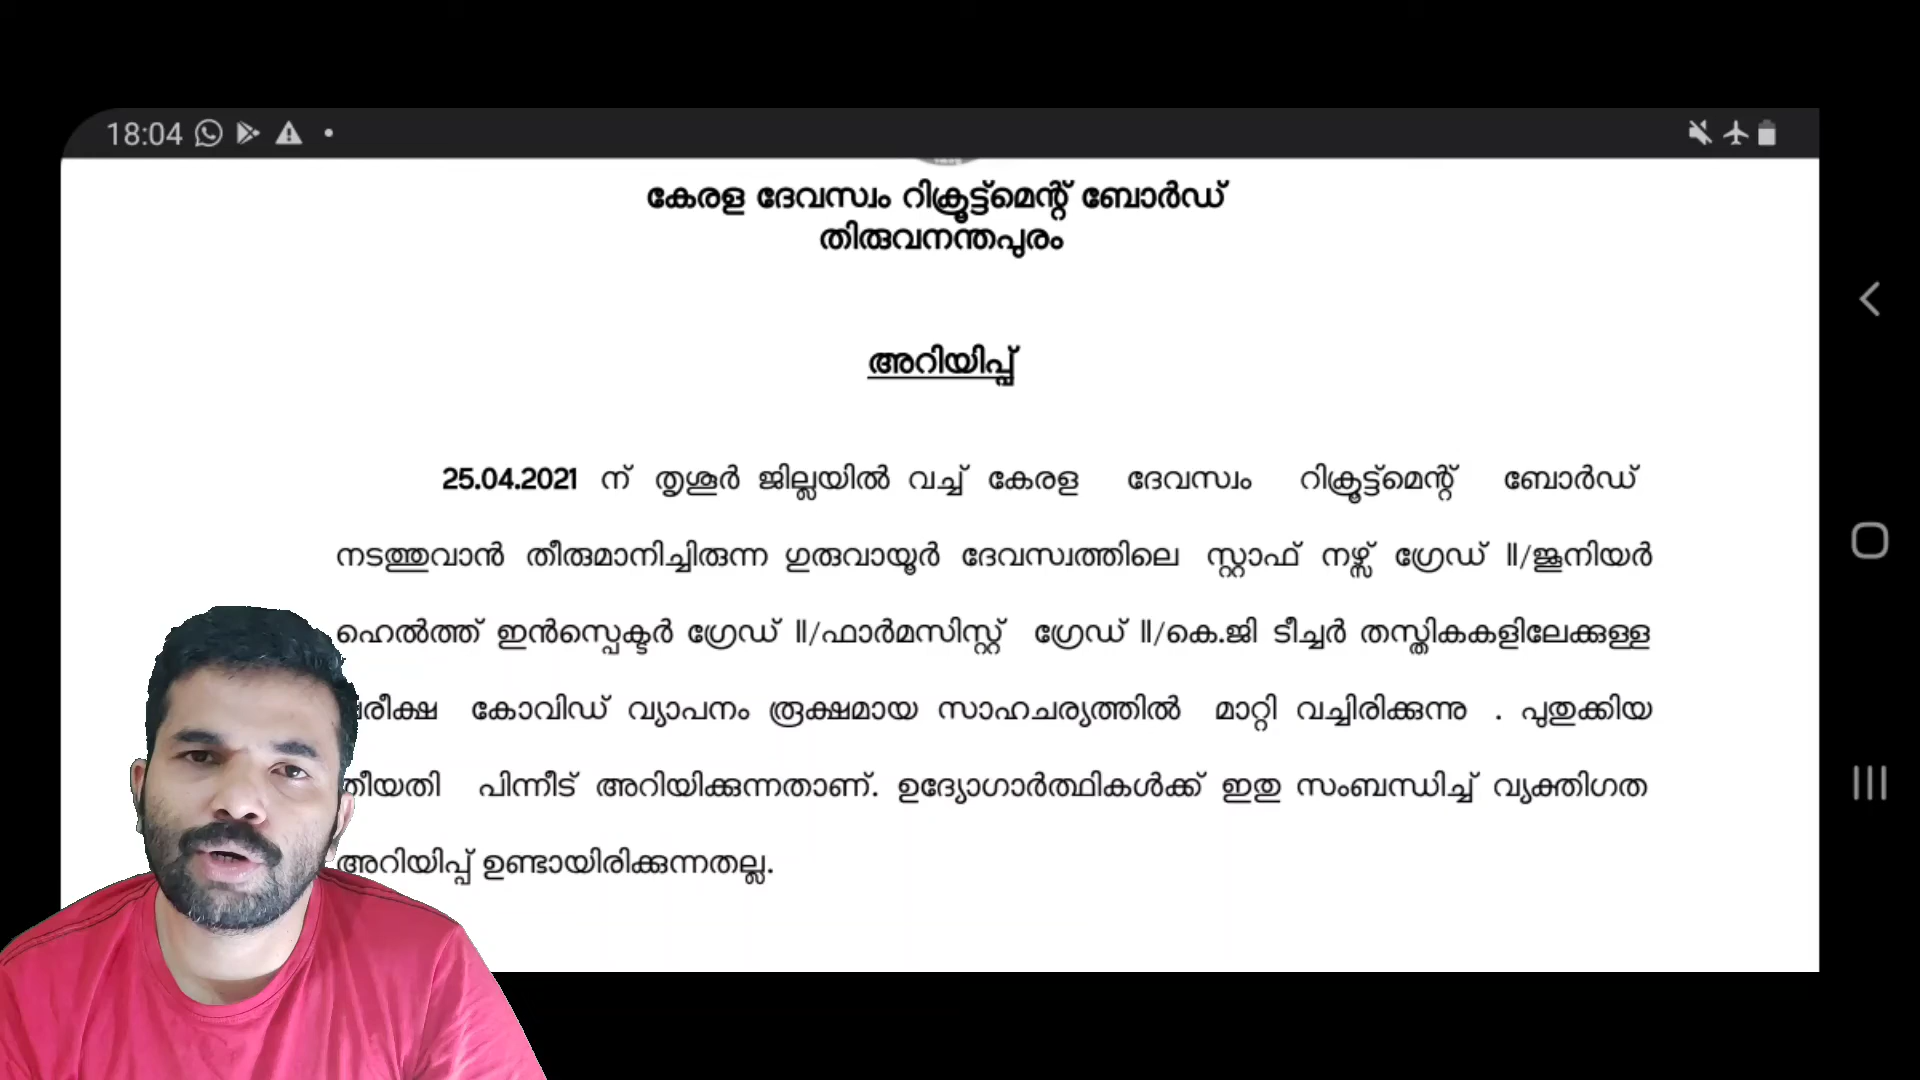 18:04
കേരള ദേവസ്വം റിക്രൂട്ട്മെന്റ് ബോർഡ്
തിരുവനന്തപുരം
അറിയിപ്പ്
25.04.2021 ന് തൃശൂർ ജില്ലയിൽ വച്ച് കേരള ദേവസ്വം റിക്രൂട്ട്മെന്റ് ബോർഡ്
നടത്തുവാൻ തീരുമാനിച്ചിരുന്ന ഗുരുവായൂർ ദേവസ്വത്തിലെ സ്റ്റാഫ് നഴ്സ് ഗ്രേഡ് II/ജൂനിയർ
ഹെൽത്ത് ഇൻസ്പെക്ടർ ഗ്രേഡ് II/ഫാർമസിസ്റ്റ് ഗ്രേഡ് II/കെ.ജി ടീച്ചർ തസ്തികകളിലേക്കുള്ള
പരീക്ഷ കോവിഡ് വ്യാപനം രൂക്ഷമായ സാഹചര്യത്തിൽ മാറ്റി വച്ചിരിക്കുന്നു . പുതുക്കിയ
തീയതി പിന്നീട് അറിയിക്കുന്നതാണ്. ഉദ്യോഗാർത്ഥികൾക്ക് ഇതു സംബന്ധിച്ച് വ്യക്തിഗത
അറിയിപ്പ് ഉണ്ടായിരിക്കുന്നതല്ല.